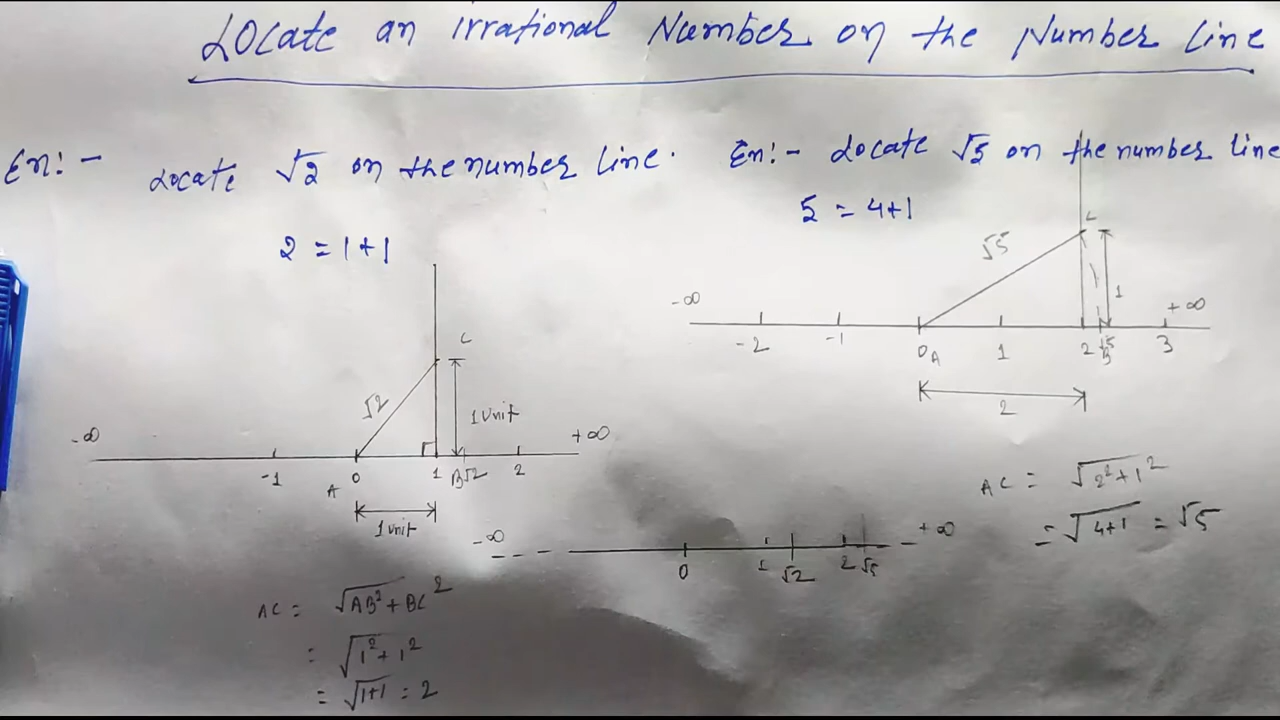 Locate an irrational Number on the Number line
En:- Locate √2 on the number line.
2 = 1+1
C
√2
1 Unit
-∞ -1 0 1 B √2 2 +∞
A
1 Unit
AC = √AB²+BC²
= √1²+1²
= √1+1 = 2
En:- Locate √5 on the number line
5 = 4+1
√5
1
-∞ +∞
-2 -1 0 A 1 2 √5 3
B
2
AC = √2²+1²
= √4+1 = √5
-∞ +∞
0 1 √2 2 √5